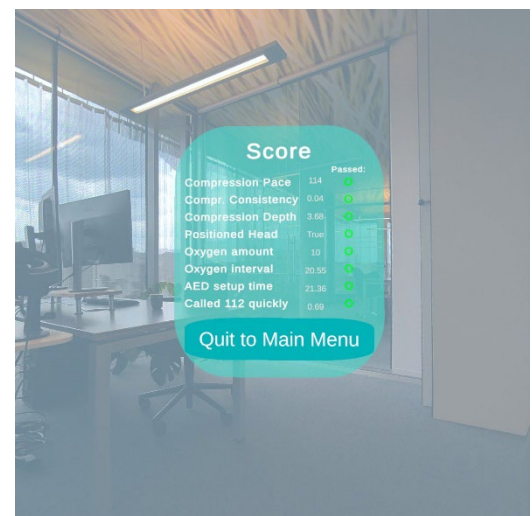 Score
Passed:
Compression Pace 114
Compr. Consistency 0.04
Compression Depth 3.68
Positioned Head True
Oxygen amount 10
Oxygen interval 20.55
AED setup time 21.36
Called 112 quickly 0.69
Quit to Main Menu